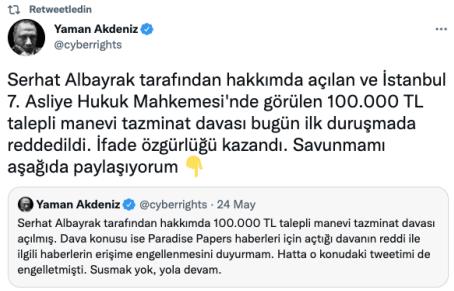 Retweetledin
Yaman Akdeniz
@cyberrights
Serhat Albayrak tarafından hakkımda açılan ve İstanbul
7. Asliye Hukuk Mahkemesi'nde görülen 100.000 TL
talepli manevi tazminat davası bugün ilk duruşmada
reddedildi. İfade özgürlüğü kazandı. Savunmamı
aşağıda paylaşıyorum 👇
Yaman Akdeniz @cyberrights · 24 May
Serhat Albayrak tarafından hakkımda 100.000 TL talepli manevi tazminat davası
açılmış. Dava konusu ise Paradise Papers haberleri için açtığı davanın reddi ile
ilgili haberlerin erişime engellenmesini duyurmam. Hatta o konudaki tweetimi de
engelletmişti. Susmak yok, yola devam.